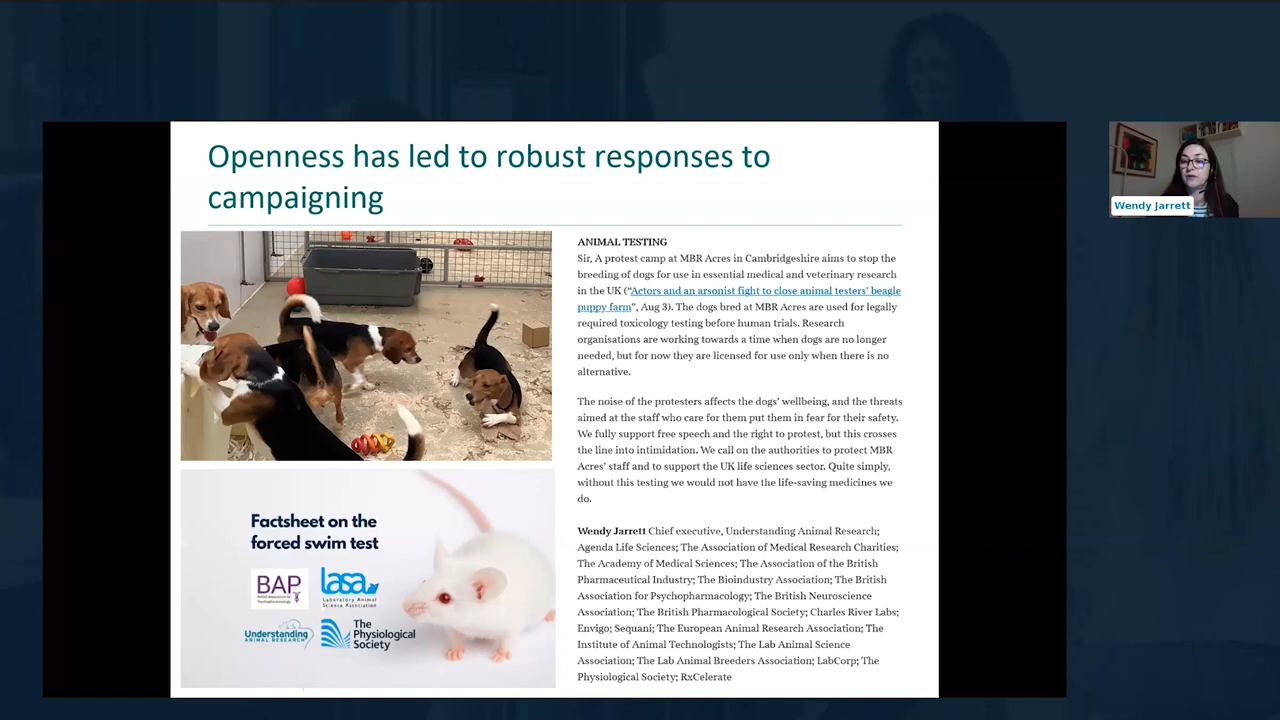 Openness has led to robust responses to
campaigning
ANIMAL TESTING
Sir, A protest camp at MBR Acres in Cambridgeshire aims to stop the
breeding of dogs for use in essential medical and veterinary research
in the UK (“Actors and an arsonist fight to close animal testers’ beagle
puppy farm”, Aug 3). The dogs bred at MBR Acres are used for legally
required toxicology testing before human trials. Research
organisations are working towards a time when dogs are no longer
needed, but for now they are licensed for use only when there is no
alternative.
The noise of the protesters affects the dogs’ wellbeing, and the threats
aimed at the staff who care for them put them in fear for their safety.
We fully support free speech and the right to protest, but this crosses
the line into intimidation. We call on the authorities to protect MBR
Acres’ staff and to support the UK life sciences sector. Quite simply,
without this testing we would not have the life-saving medicines we
do.
Wendy Jarrett Chief executive, Understanding Animal Research;
Agenda Life Sciences; The Association of Medical Research Charities;
The Academy of Medical Sciences; The Association of the British
Pharmaceutical Industry; The Bioindustry Association; The British
Association for Psychopharmacology; The British Neuroscience
Association; The British Pharmacological Society; Charles River Labs;
Envigo; Sequani; The European Animal Research Association; The
Institute of Animal Technologists; The Lab Animal Science
Association; The Lab Animal Breeders Association; LabCorp; The
Physiological Society; RxCelerate
Factsheet on the
forced swim test
BAP
British Association for
Psychopharmacology
lasa
Laboratory Animal
Science Association
Understanding
ANIMAL RESEARCH
The
Physiological
Society
Wendy Jarrett